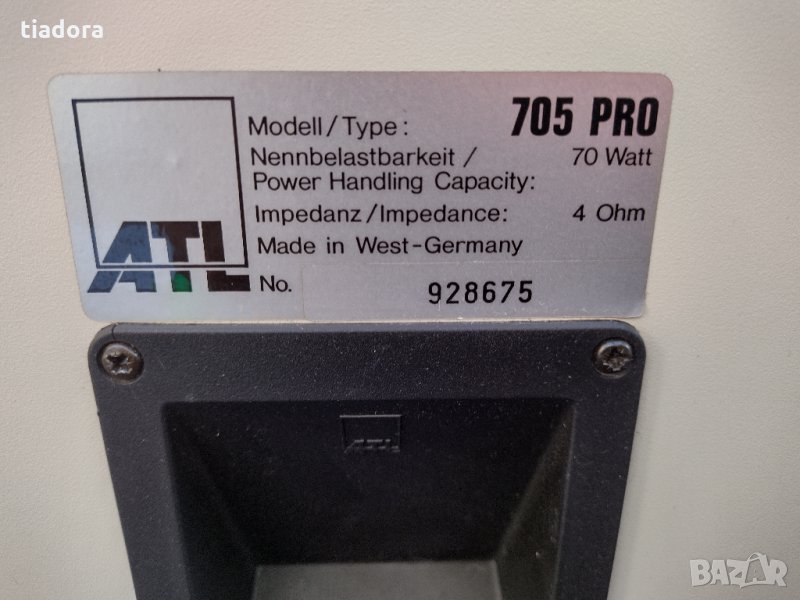 tiadora
Modell/Type: 705 PRO
Nennbelastbarkeit / 70 Watt
Power Handling Capacity:
Impedanz/Impedance: 4 Ohm
Made in West-Germany
ATL
No. 928675
ATL
BAZAR